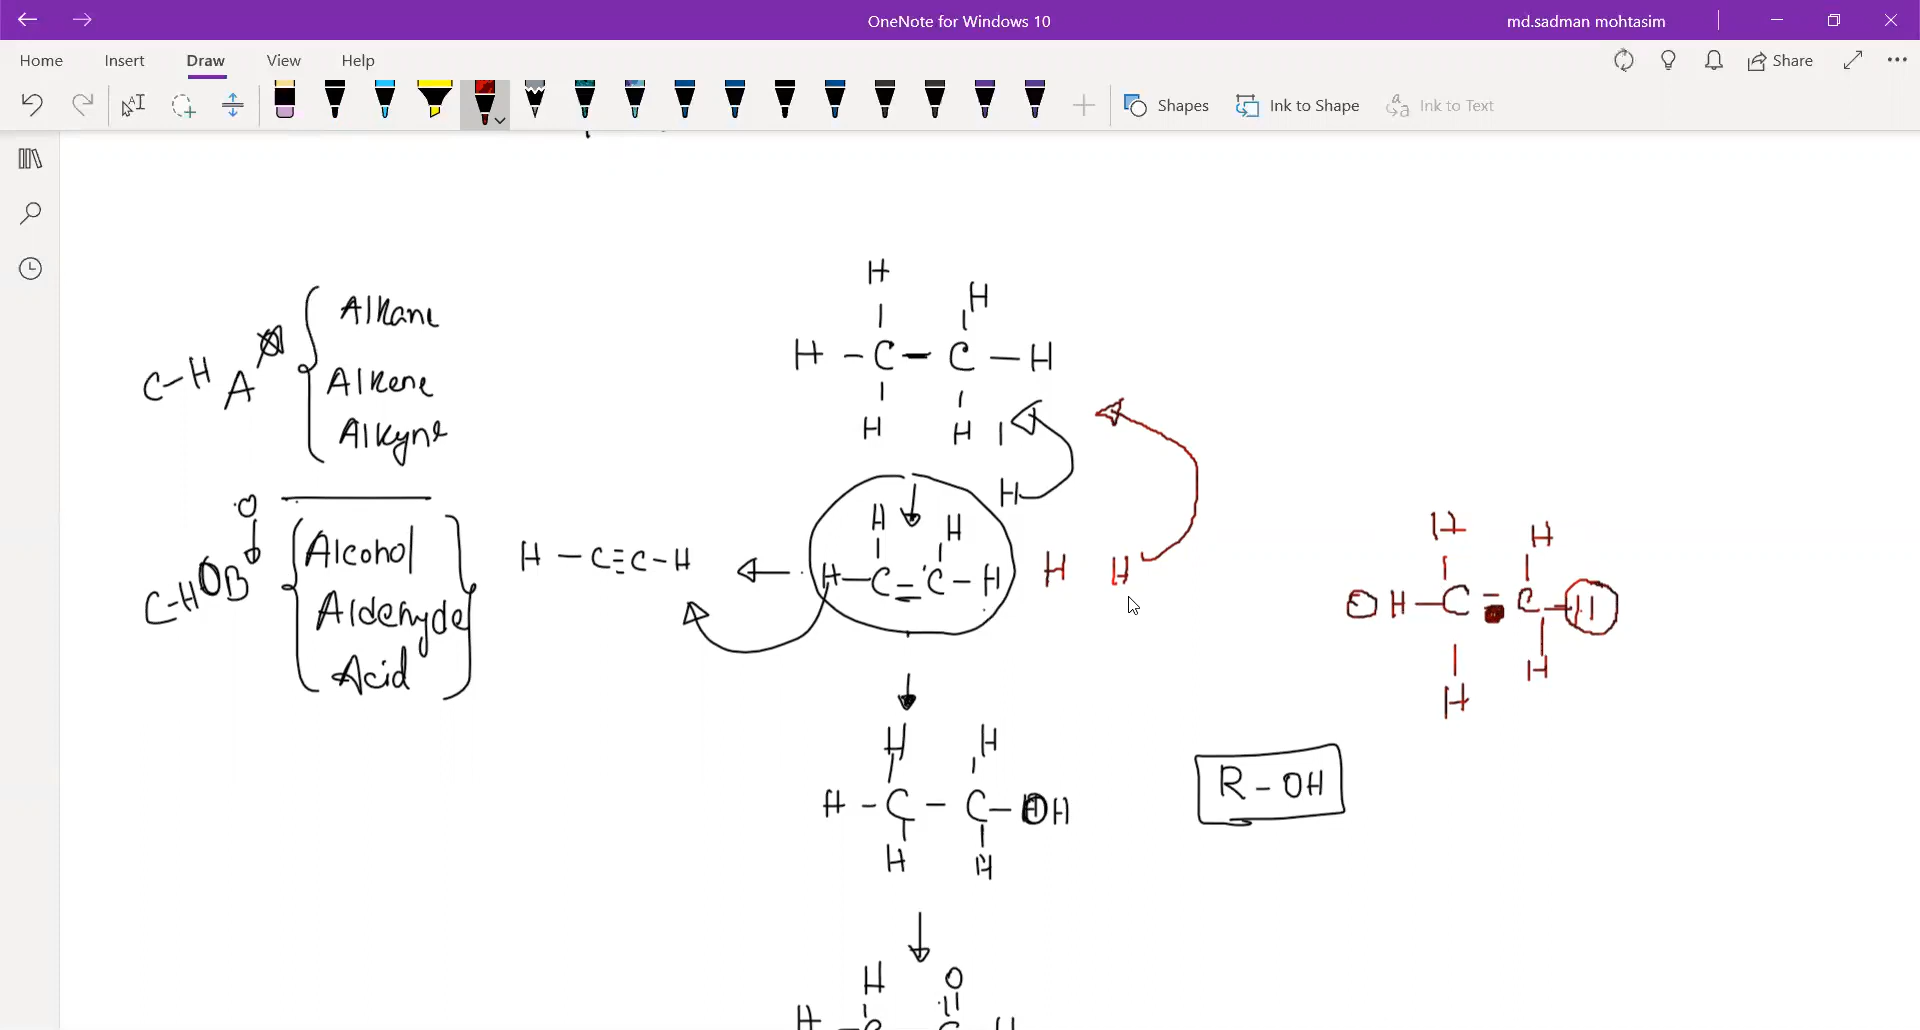 OneNote for Windows 10
md.sadman mohtasim
Home Insert Draw View Help
Share
Shapes Ink to Shape Ink to Text
Alkane
Alkene
Alkyne
C-H A
O
Alcohol
Aldehyde
Acid
C-HOB
H
H
H - C - C - H
H H
H
H H
H - C ≡ C - H
H - C = C - H
H H
H H
O H - C = C - H
H H
H H
H - C - C - OH
H H
R - OH
H O
H C H